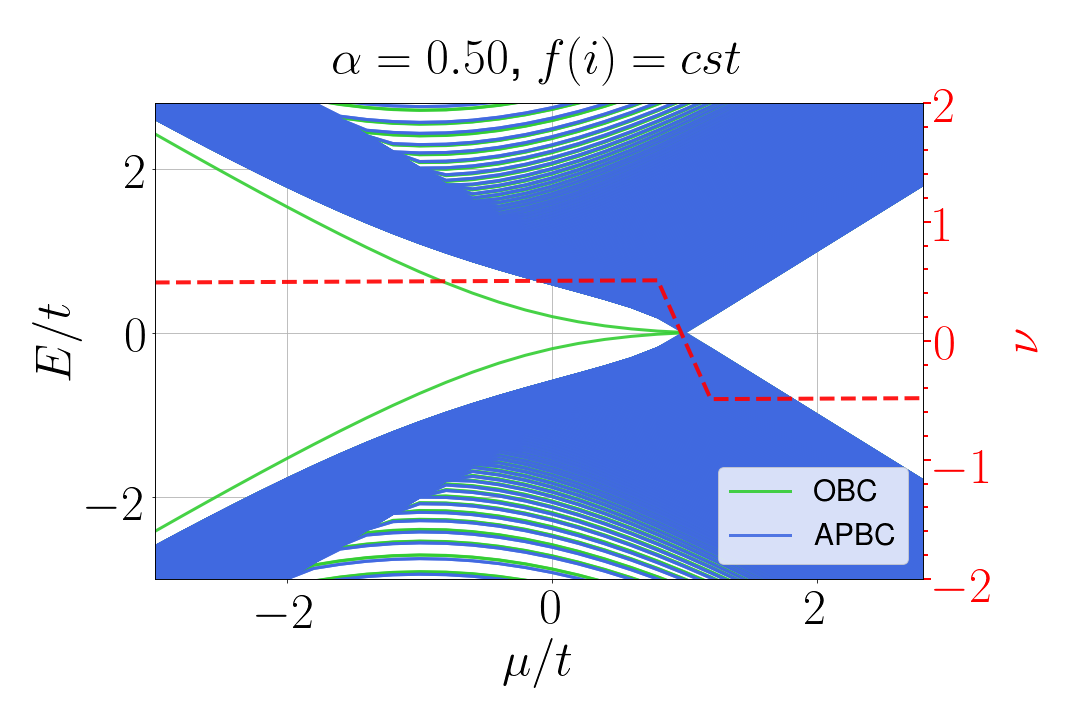 α = 0.50, f(i) = cst
E/t
2
0
−2
2
1
0
−1
−2
ν
OBC
APBC
−2
0
2
μ/t